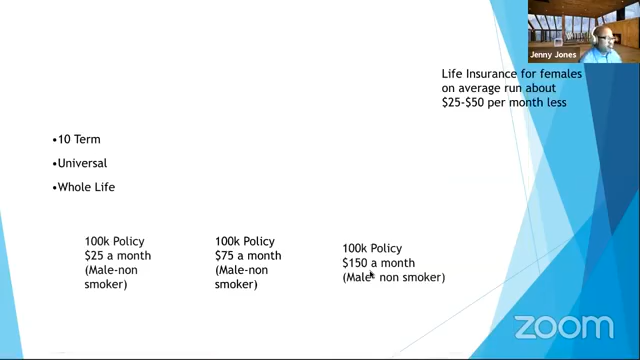 Jenny Jones
Life Insurance for females
on average run about
$25-$50 per month less
•10 Term
•Universal
•Whole Life
100k Policy
$25 a month
(Male-non
smoker)
100k Policy
$75 a month
(Male-non
smoker)
100k Policy
$150 a month
(Male- non smoker)
zoom